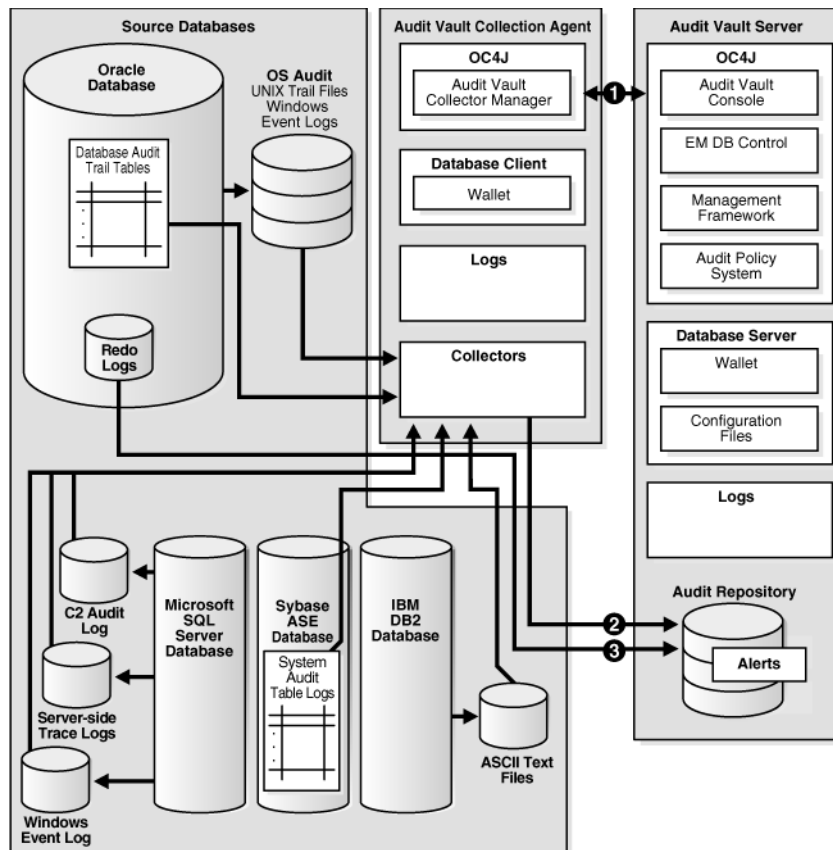 Source Databases
Oracle
Database
Database Audit
Trail Tables
Redo
Logs
OS Audit
UNIX Trail Files
Windows
Event Logs
C2 Audit
Log
Server-side
Trace Logs
Windows
Event Log
Microsoft
SQL
Server
Database
Sybase
ASE
Database
System
Audit
Table Logs
IBM
DB2
Database
ASCII Text
Files
Audit Vault Collection Agent
OC4J
Audit Vault
Collector Manager
Database Client
Wallet
Logs
Collectors
1
2
3
Audit Vault Server
OC4J
Audit Vault
Console
EM DB Control
Management
Framework
Audit Policy
System
Database Server
Wallet
Configuration
Files
Logs
Audit Repository
Alerts